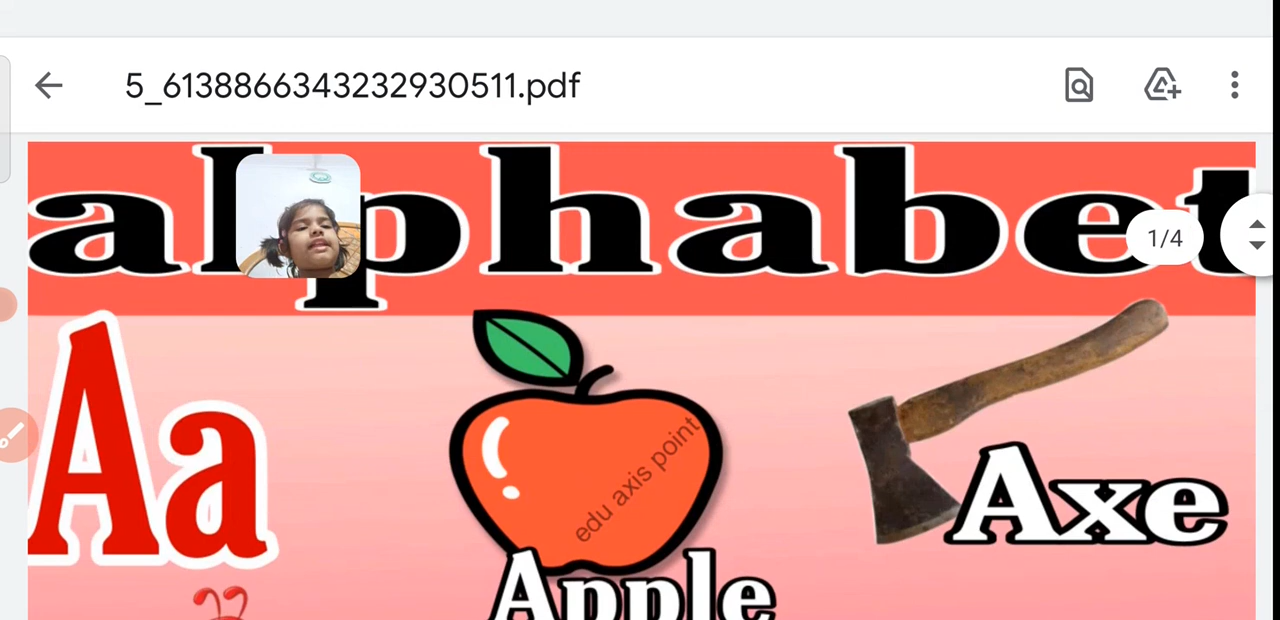 5_6138866343232930511.pdf
alphabet
1/4
Aa
edu axis point
Axe
Apple